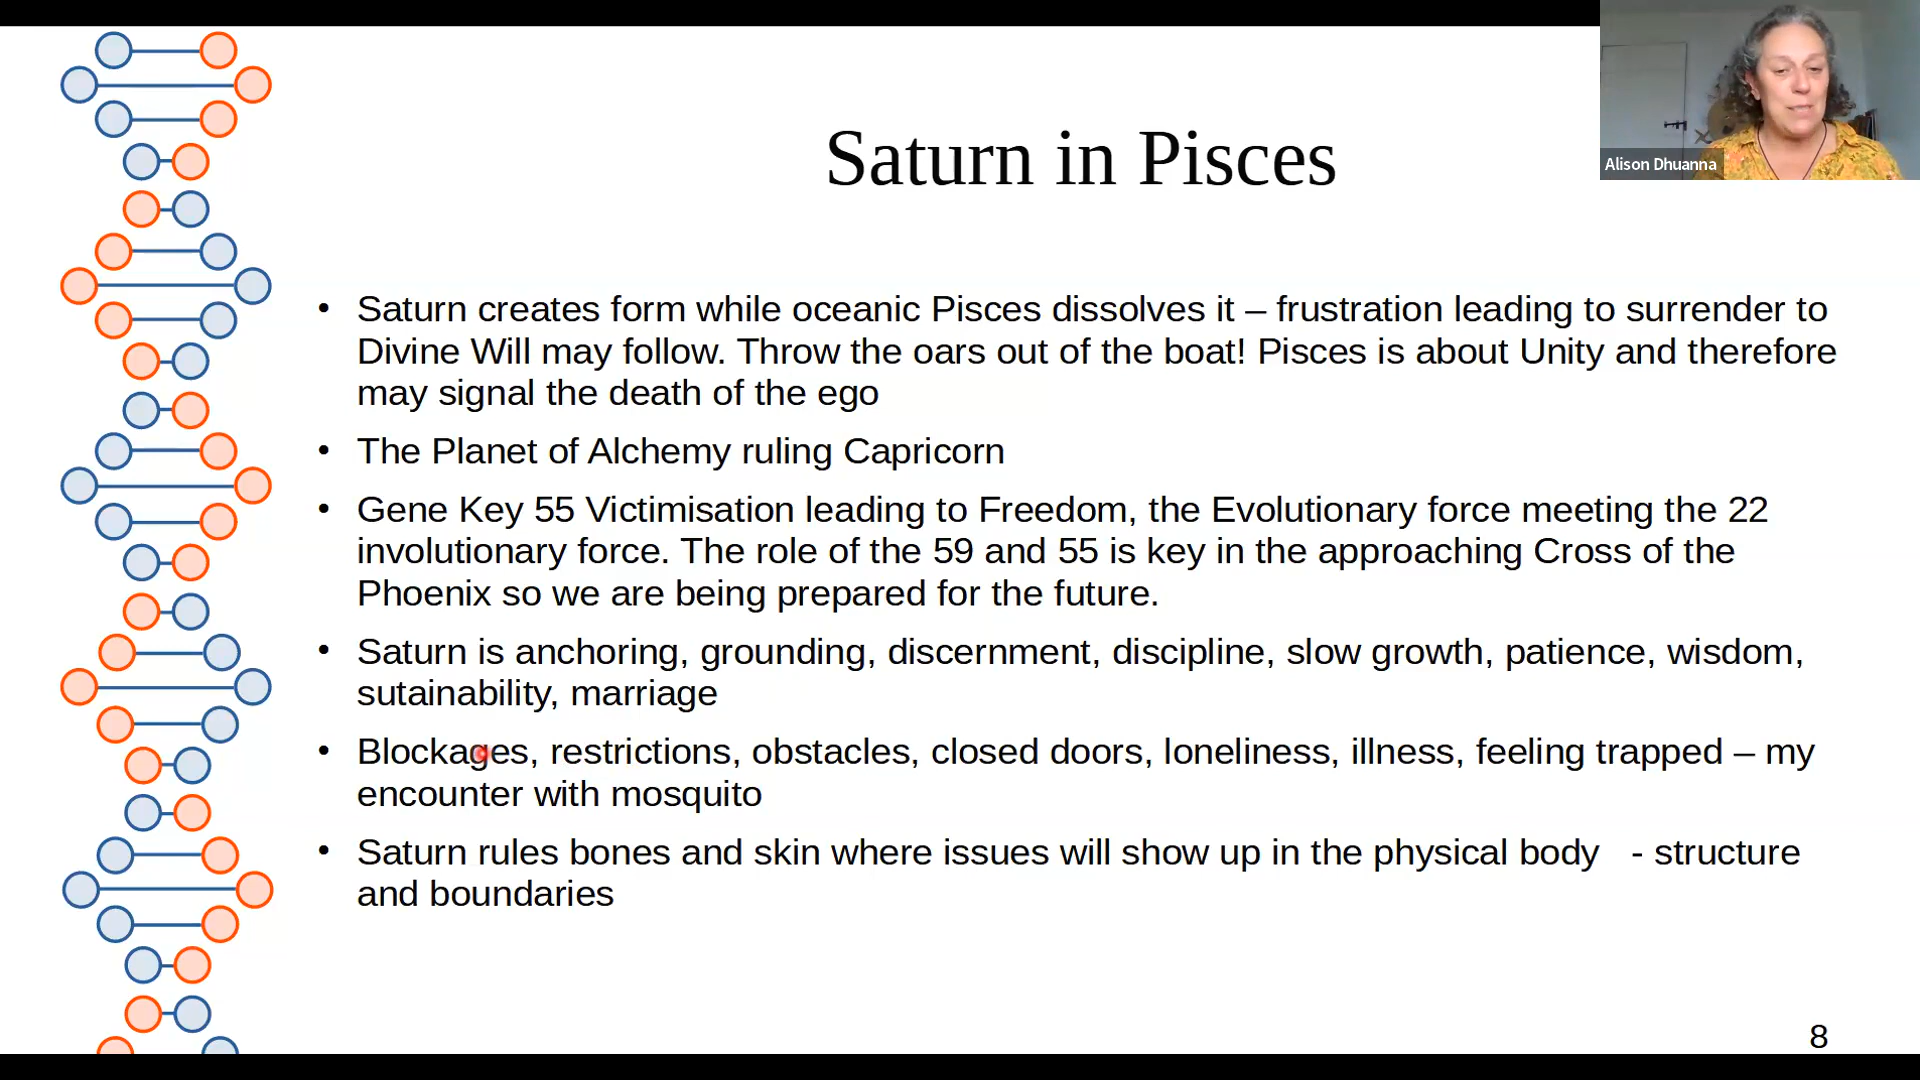 Alison Dhuanna
Saturn in Pisces
• Saturn creates form while oceanic Pisces dissolves it – frustration leading to surrender to
Divine Will may follow. Throw the oars out of the boat! Pisces is about Unity and therefore
may signal the death of the ego
• The Planet of Alchemy ruling Capricorn
• Gene Key 55 Victimisation leading to Freedom, the Evolutionary force meeting the 22
involutionary force. The role of the 59 and 55 is key in the approaching Cross of the
Phoenix so we are being prepared for the future.
• Saturn is anchoring, grounding, discernment, discipline, slow growth, patience, wisdom,
sutainability, marriage
• Blockages, restrictions, obstacles, closed doors, loneliness, illness, feeling trapped – my
encounter with mosquito
• Saturn rules bones and skin where issues will show up in the physical body - structure
and boundaries
8